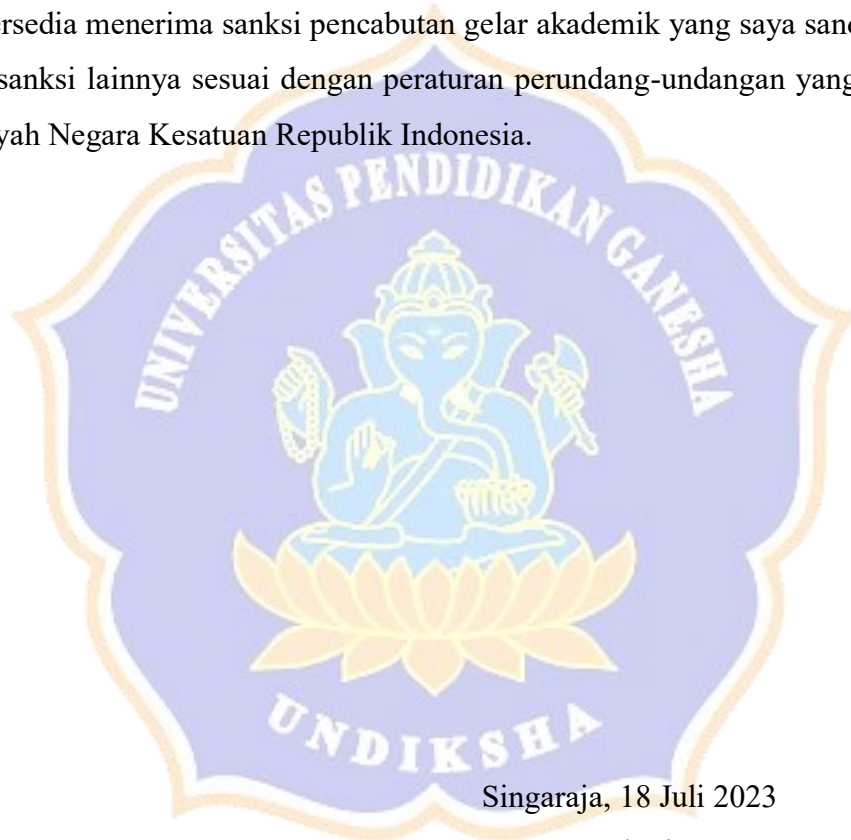 ersedia menerima sanksi pencabutan gelar akademik yang saya sand
sanksi lainnya sesuai dengan peraturan perundang-undangan yang
yah Negara Kesatuan Republik Indonesia.
UNIVERSITAS PENDIDIKAN GANESHA
UNDIKSHA
Singaraja, 18 Juli 2023